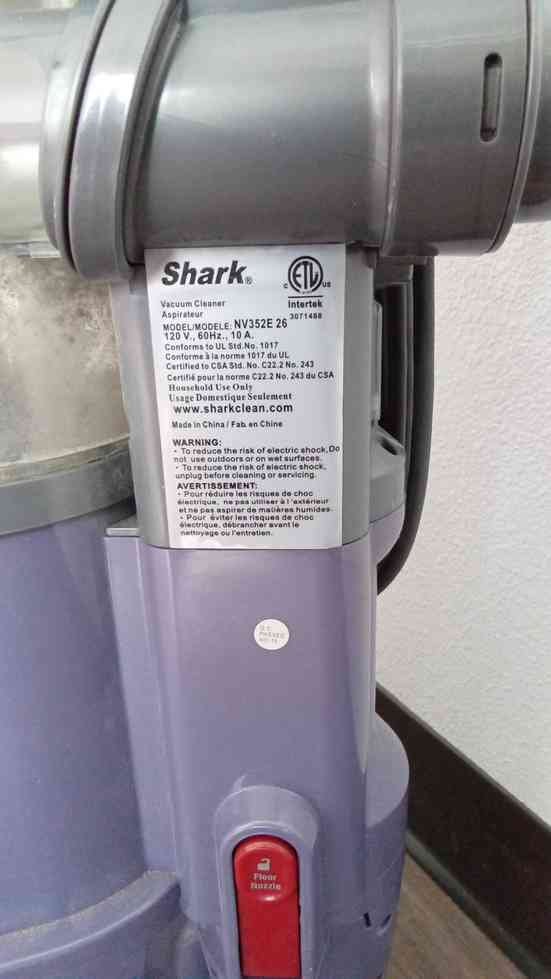 Shark®
C ETL US
Intertek
3071488
Vacuum Cleaner
Aspirateur
MODEL/MODELE: NV352E 26
120 V., 60Hz., 10 A.
Conforms to UL Std.No. 1017
Conforme à la norme 1017 du UL
Certified to CSA Std. No. C22.2 No. 243
Certifié pour la norme C22.2 No. 243 du CSA
Household Use Only
Usage Domestique Seulement
www.sharkclean.com
Made in China / Fab. en Chine
WARNING:
• To reduce the risk of electric shock, Do
not use outdoors or on wet surfaces.
• To reduce the risk of electric shock,
unplug before cleaning or servicing.
AVERTISSEMENT:
• Pour réduire les risques de choc
électrique, ne pas utiliser à l'extérieur
et ne pas aspirer de matières humides.
• Pour éviter les risques de choc
électrique, débrancher avant le
nettoyage ou l'entretien.
Q.C.
PASSED
Floor
Nozzle